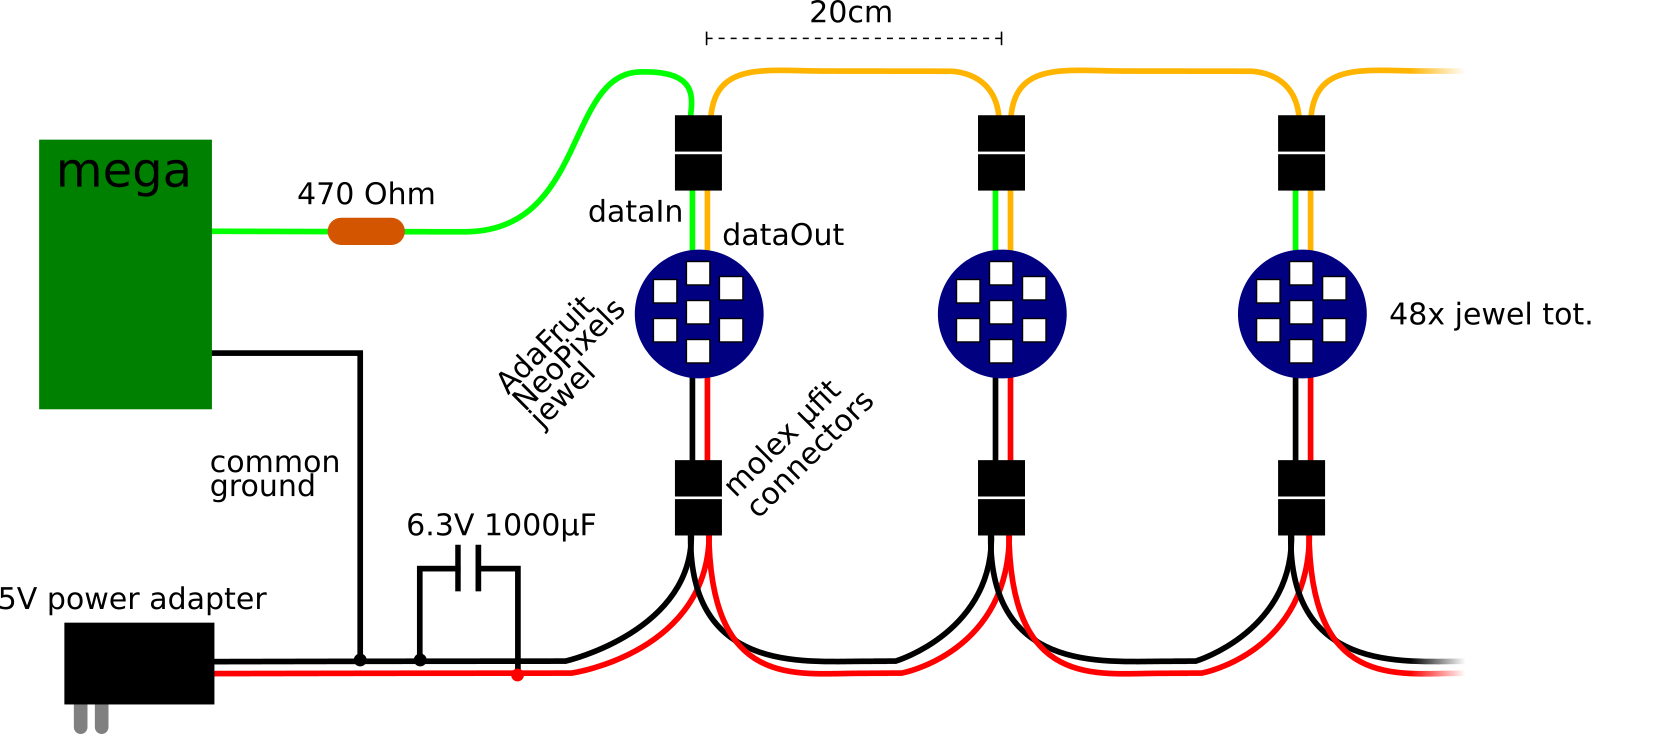 20cm
mega
470 Ohm
dataIn
dataOut
AdaFruit
NeoPixels
jewel
48x jewel tot.
molex µfit
connectors
common
ground
6.3V 1000µF
5V power adapter